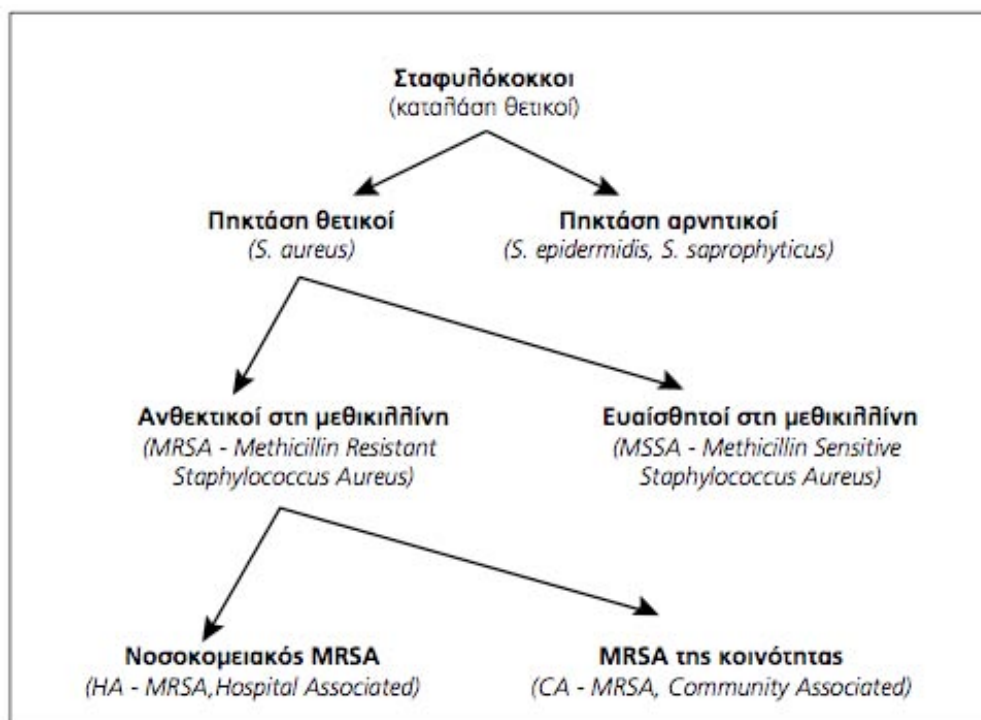 Σταφυλόκοκκοι
(καταλάση θετικοί)
Πηκτάση θετικοί
(S. aureus)
Πηκτάση αρνητικοί
(S. epidermidis, S. saprophyticus)
Ανθεκτικοί στη μεθικιλλίνη
(MRSA - Methicillin Resistant
Staphylococcus Aureus)
Ευαίσθητοί στη μεθικιλλίνη
(MSSA - Methicillin Sensitive
Staphylococcus Aureus)
Νοσοκομειακός MRSA
(HA - MRSA,Hospital Associated)
MRSA της κοινότητας
(CA - MRSA, Community Associated)